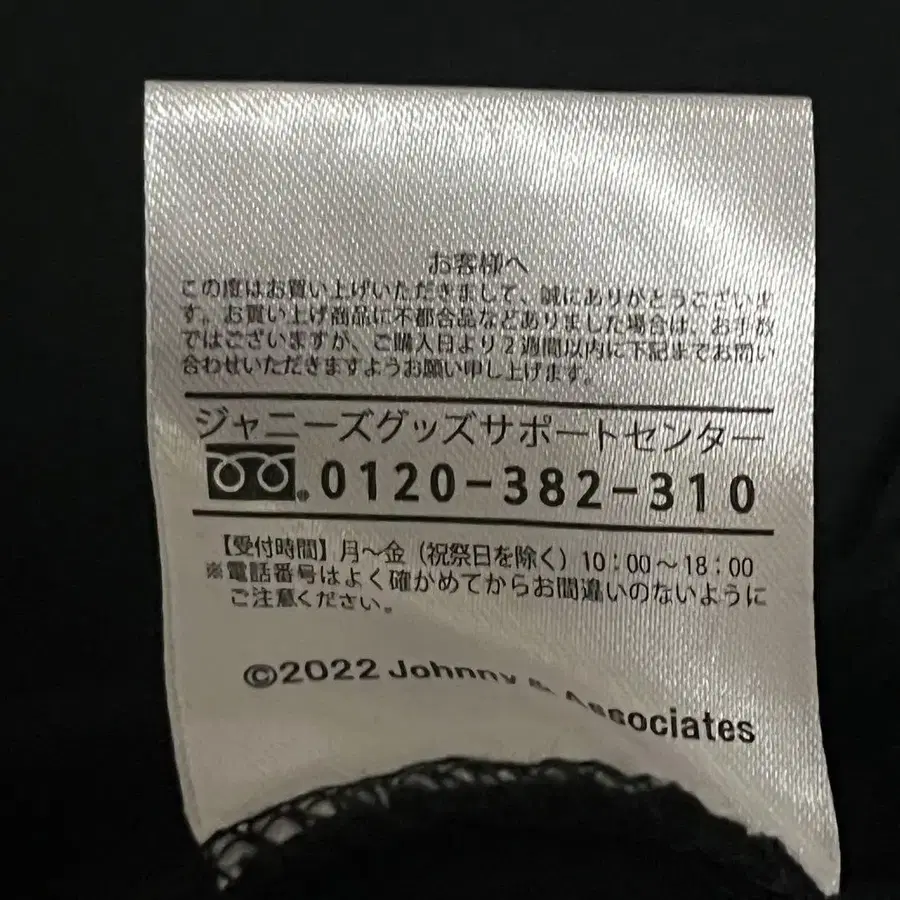 お客様へ
この度はお買い上げいただきまして、誠にありがとうございま
す。お買い上げ商品に不都合品などありました場合は、お手数
ではございますが、ご購入日より2週間以内に下記までお問い
合わせいただきますようお願い申し上げます。
ジャニーズグッズサポートセンター
0120-382-310
【受付時間】月～金（祝祭日を除く）10：00～18：00
※電話番号はよく確かめてからお間違いのないように
ご注意ください。
©2022 Johnny & Associates